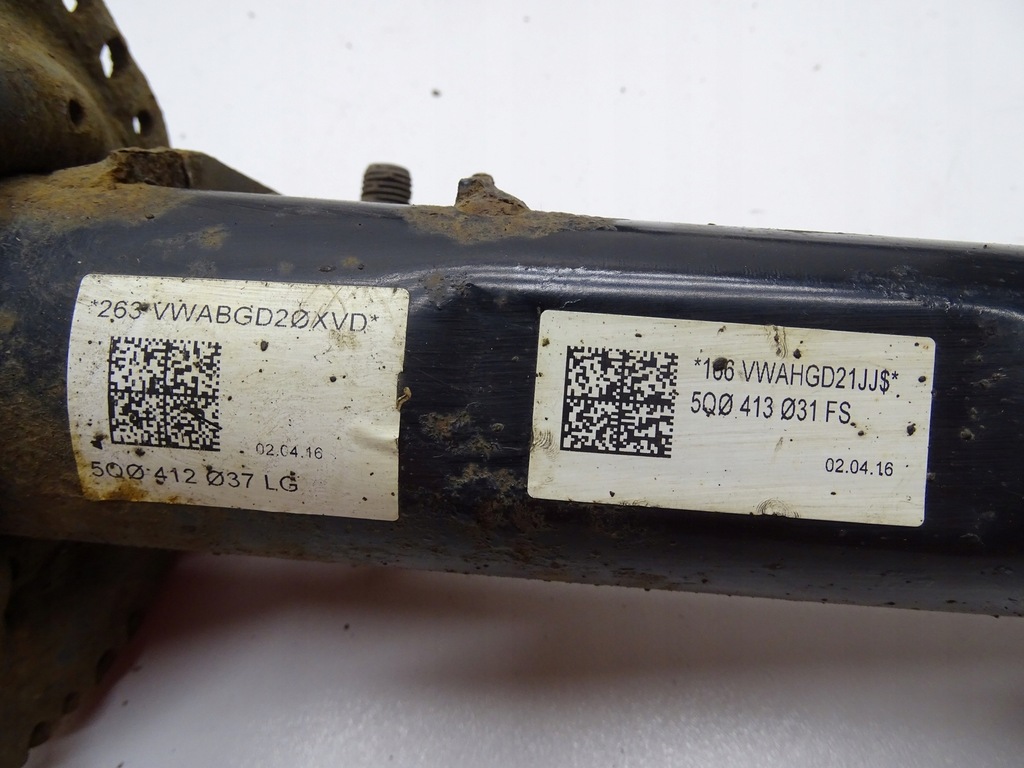 *263 VWABGD2ØXVD*
02.04.16
5QØ 412 Ø37 LG
*166 VWAHGD21JJ$*
5QØ 413 Ø31 FS
02.04.16